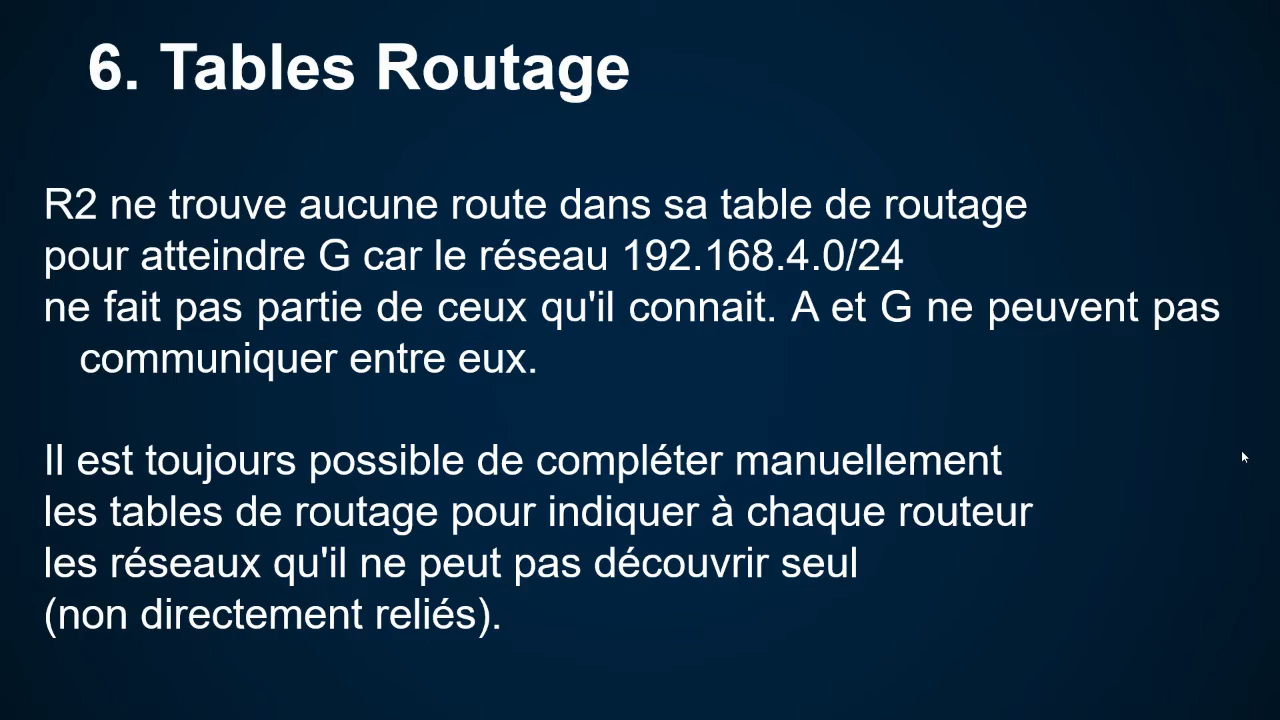 6. Tables Routage
R2 ne trouve aucune route dans sa table de routage
pour atteindre G car le réseau 192.168.4.0/24
ne fait pas partie de ceux qu'il connait. A et G ne peuvent pas
communiquer entre eux.
Il est toujours possible de compléter manuellement
les tables de routage pour indiquer à chaque routeur
les réseaux qu'il ne peut pas découvrir seul
(non directement reliés).